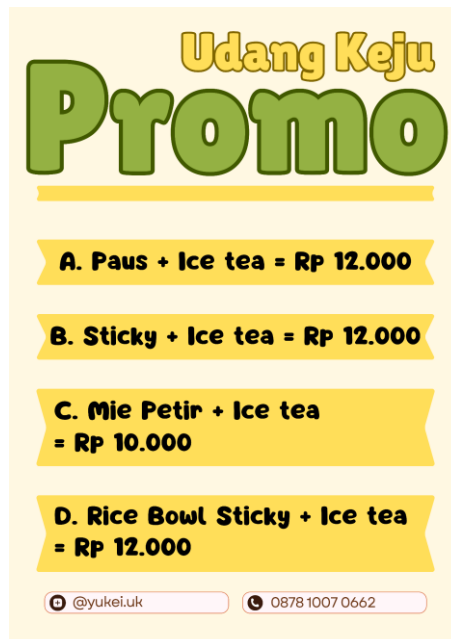 Udang Keju
Promo
A. Paus + Ice tea = Rp 12.000
B. Sticky + Ice tea = Rp 12.000
C. Mie Petir + Ice tea
= Rp 10.000
D. Rice Bowl Sticky + Ice tea
= Rp 12.000
@yukei.uk
0878 1007 0662